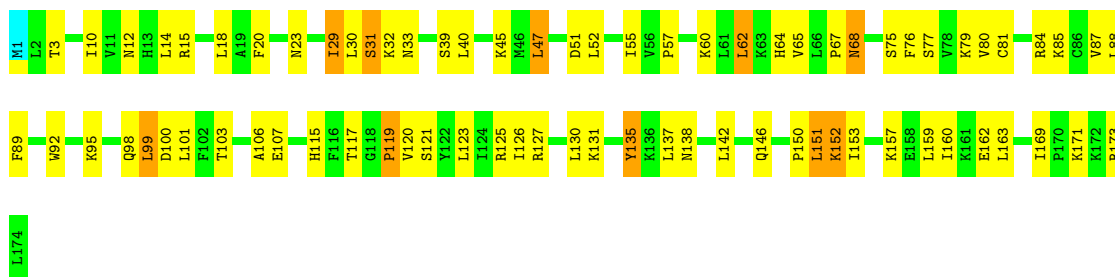 M1 L2 T3 I10 V11 N12 H13 L14 R15 L18 A19 F20 N23 I29 L30 S31 K32 N33 S39 L40 K45 M46 L47 D51 L52 I55 V56 P57 K60 L61 L62 K63 H64 V65 L66 P67 N68 S75 F76 S77 V78 K79 V80 C81 R84 K85 C86 V87
F89 W92 K95 Q98 L99 D100 L101 F102 T103 A106 E107 H115 F116 T117 G118 P119 V120 S121 Y122 L123 I124 R125 I126 R127 L130 K131 Y135 K136 L137 N138 L142 Q146 P150 L151 K152 I153 K157 E158 L159 I160 K161 E162 L163 I169 P170 K171 K172
L174